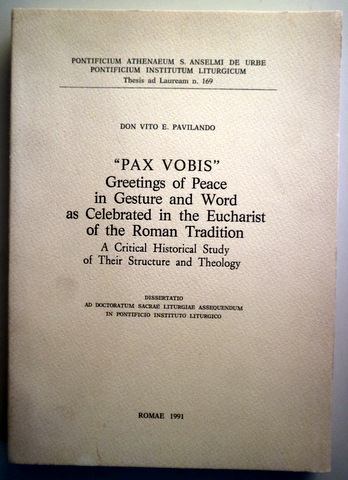 PONTIFICIUM ATHENAEUM S. ANSELMI DE URBE
PONTIFICIUM INSTITUTUM LITURGICUM
Thesis ad Lauream n. 169
DON VITO E. PAVILANDO
"PAX VOBIS"
Greetings of Peace
in Gesture and Word
as Celebrated in the Eucharist
of the Roman Tradition
A Critical Historical Study
of Their Structure and Theology
DISSERTATIO
AD DOCTORATUM SACRAE LITURGIAE ASSEQUENDUM
IN PONTIFICIO INSTITUTO LITURGICO
ROMAE 1991